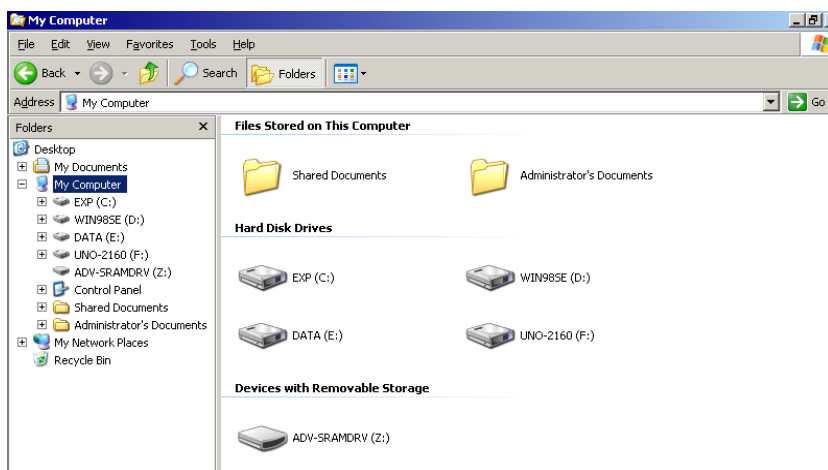 My Computer
File Edit View Favorites Tools Help
Back Search Folders
Address My Computer Go
Folders
Desktop
My Documents
My Computer
EXP (C:)
WIN98SE (D:)
DATA (E:)
UNO-2160 (F:)
ADV-SRAMDRV (Z:)
Control Panel
Shared Documents
Administrator's Documents
My Network Places
Recycle Bin
Files Stored on This Computer
Shared Documents Administrator's Documents
Hard Disk Drives
EXP (C:) WIN98SE (D:)
DATA (E:) UNO-2160 (F:)
Devices with Removable Storage
ADV-SRAMDRV (Z:)